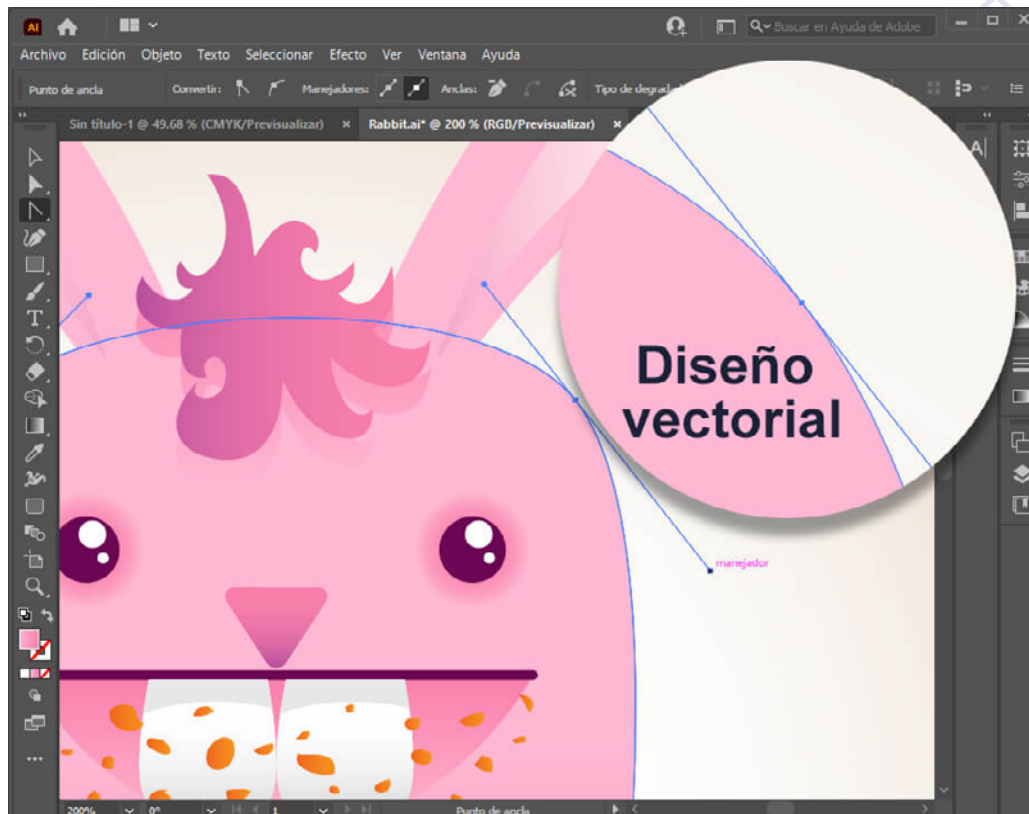 Ai
Buscar en Ayuda de Adobe
Archivo Edición Objeto Texto Seleccionar Efecto Ver Ventana Ayuda
Punto de ancla Convertir: Manejadores: Anclas: Tipo de
Sin título-1 @ 49.68 % (CMYK/Previsualizar) × Rabbit.ai* @ 200 % (RGB/Previsualizar) ×
A
T
Diseño
vectorial
manejador
200% 0° 1 Punto de ancla